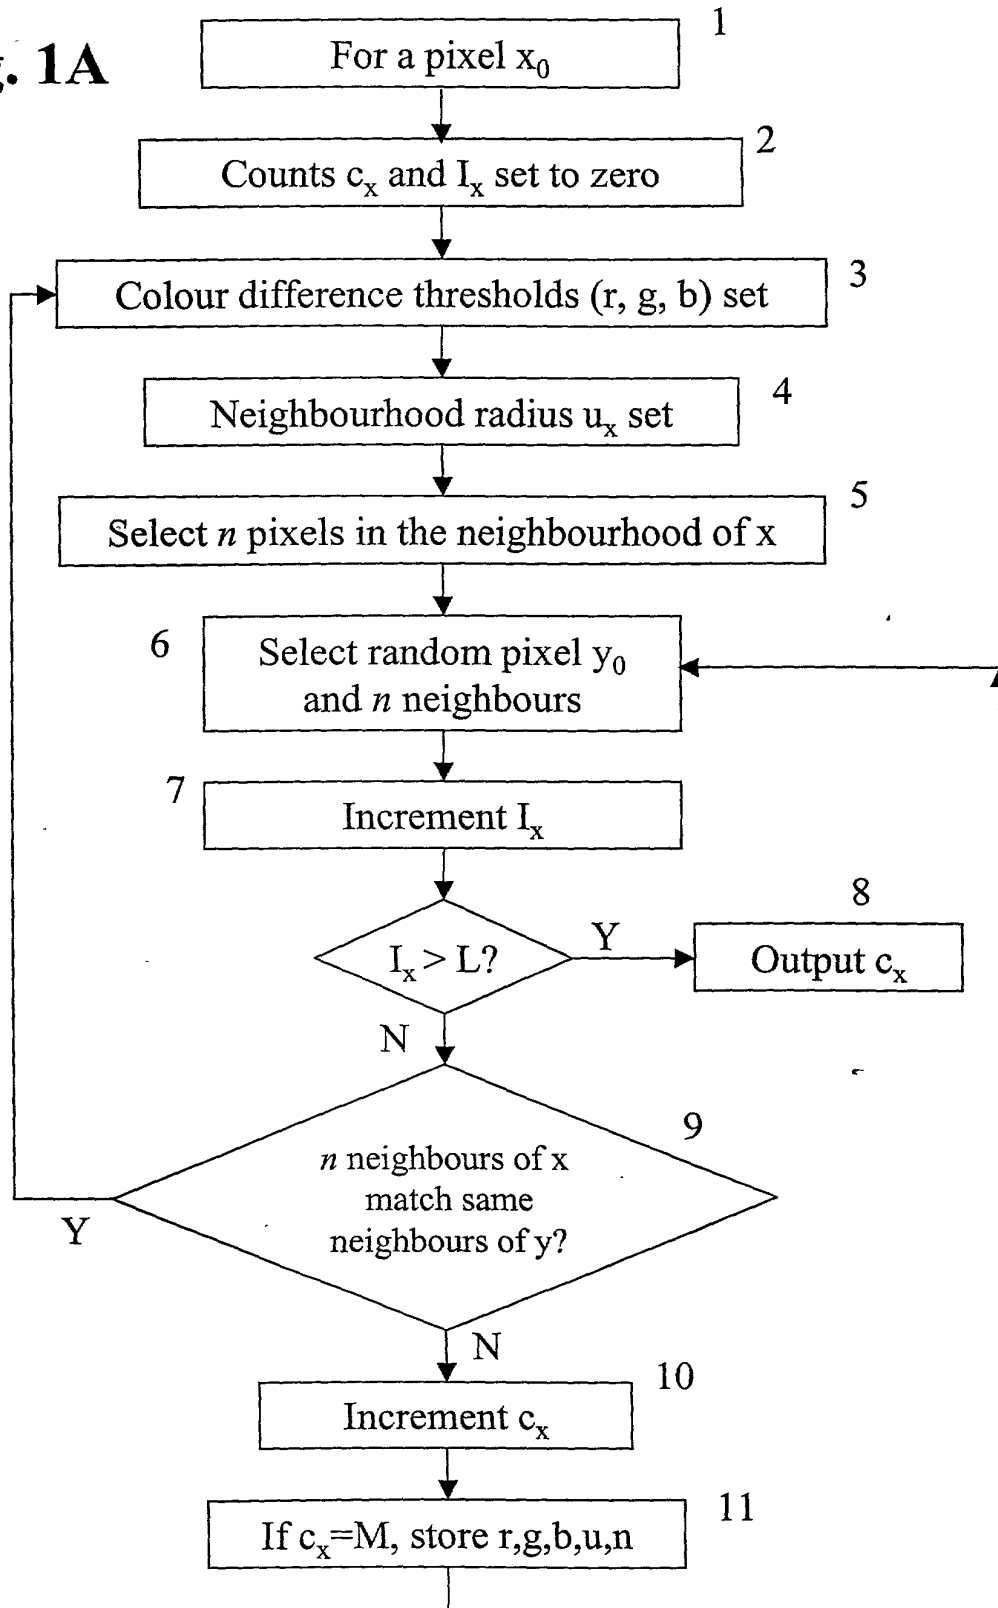 . 1A
1
For a pixel x₀
2
Counts cₓ and Iₓ set to zero
3
Colour difference thresholds (r, g, b) set
4
Neighbourhood radius uₓ set
5
Select n pixels in the neighbourhood of x
6
Select random pixel y₀
and n neighbours
7
Increment Iₓ
8
Iₓ > L?
Y
Output cₓ
N
9
n neighbours of x
match same
neighbours of y?
Y
N
10
Increment cₓ
11
If cₓ=M, store r,g,b,u,n